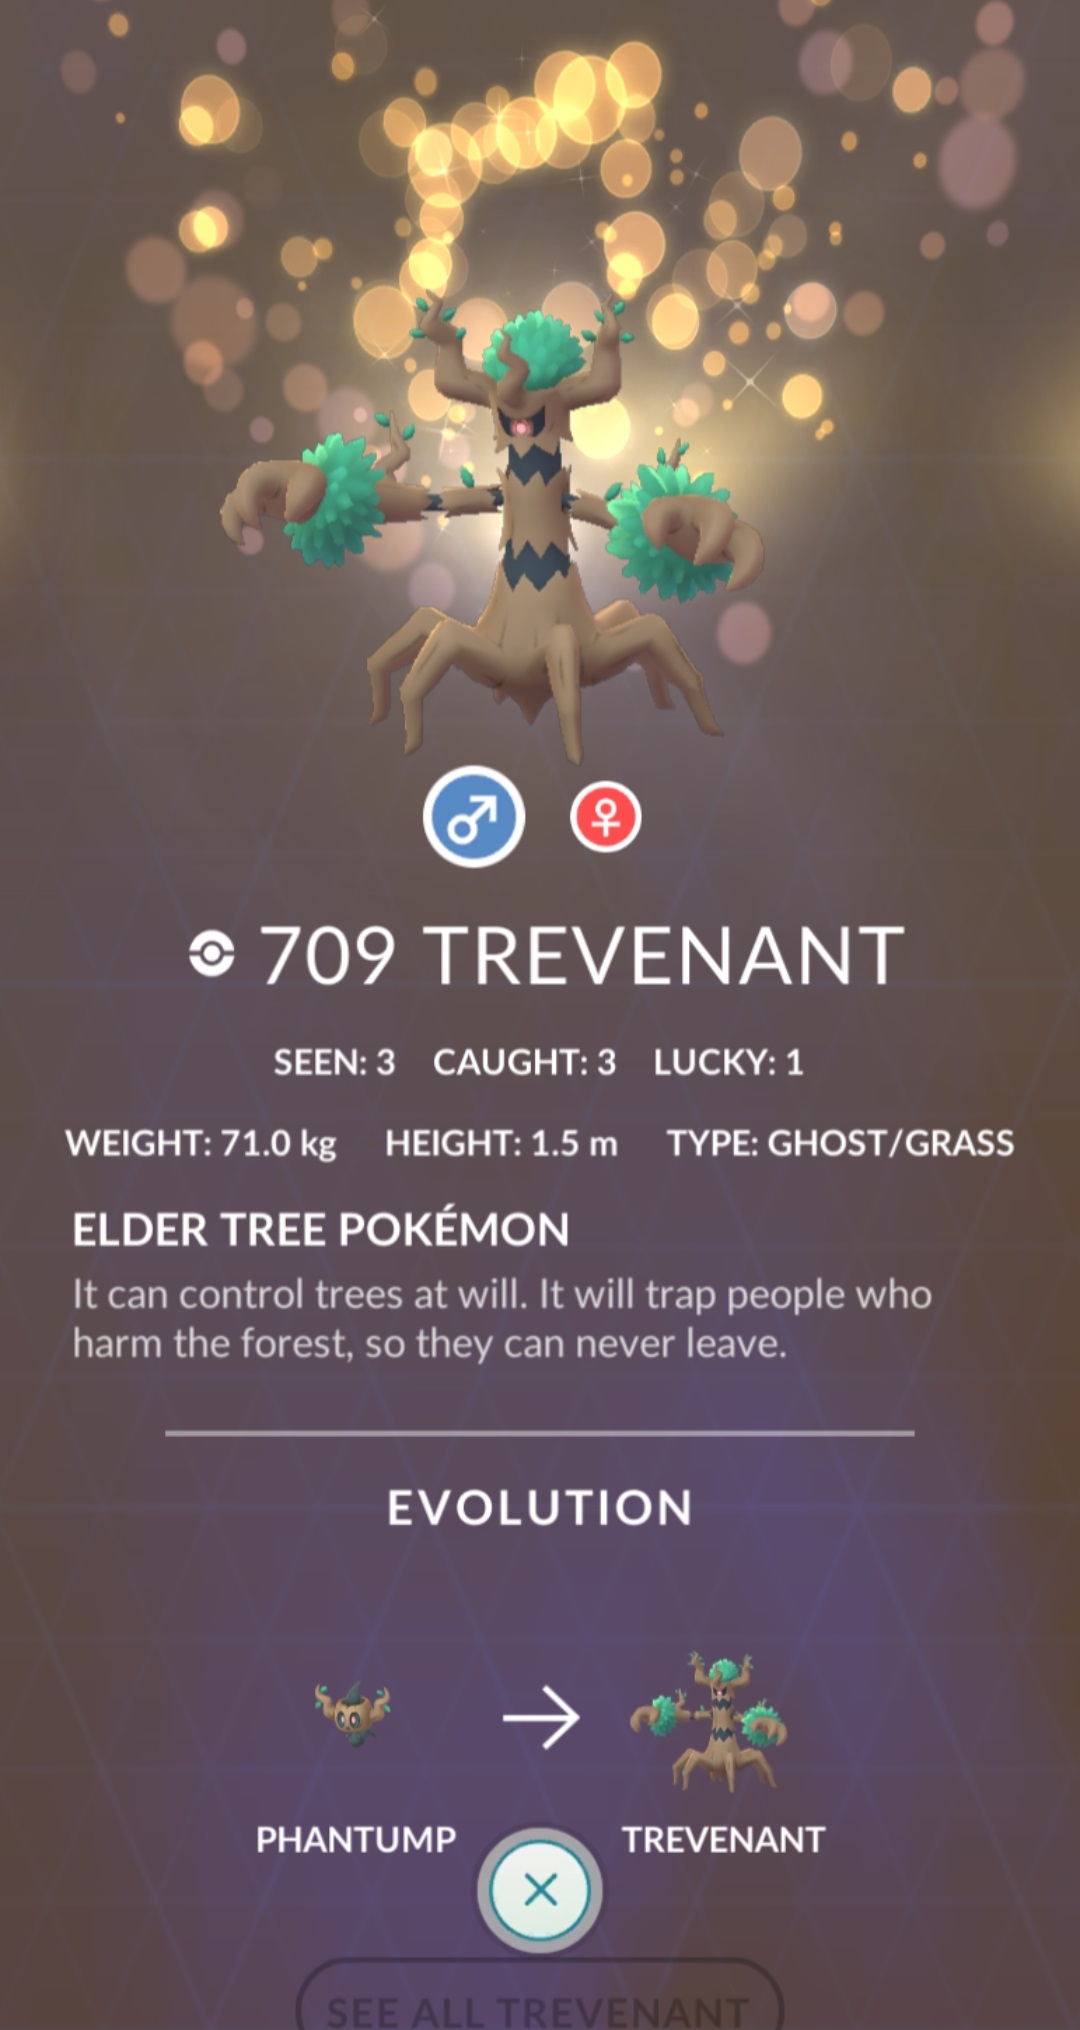 709 TREVENANT
SEEN: 3 CAUGHT: 3 LUCKY: 1
WEIGHT: 71.0 kg HEIGHT: 1.5 m TYPE: GHOST/GRASS
ELDER TREE POKÉMON
It can control trees at will. It will trap people who
harm the forest, so they can never leave.
EVOLUTION
PHANTUMP TREVENANT
SEE ALL TREVENANT